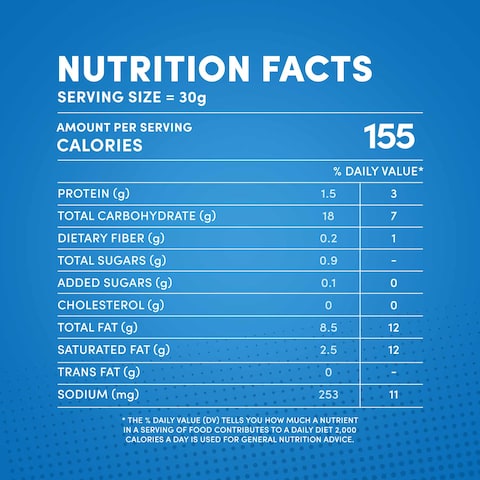 NUTRITION FACTS
SERVING SIZE = 30g
AMOUNT PER SERVING
CALORIES 155
% DAILY VALUE*
PROTEIN (g) 1.5 3
TOTAL CARBOHYDRATE (g) 18 7
DIETARY FIBER (g) 0.2 1
TOTAL SUGARS (g) 0.9 -
ADDED SUGARS (g) 0.1 0
CHOLESTEROL (g) 0 0
TOTAL FAT (g) 8.5 12
SATURATED FAT (g) 2.5 12
TRANS FAT (g) 0 -
SODIUM (mg) 253 11
* THE % DAILY VALUE (DV) TELLS YOU HOW MUCH A NUTRIENT
IN A SERVING OF FOOD CONTRIBUTES TO A DAILY DIET 2,000
CALORIES A DAY IS USED FOR GENERAL NUTRITION ADVICE.